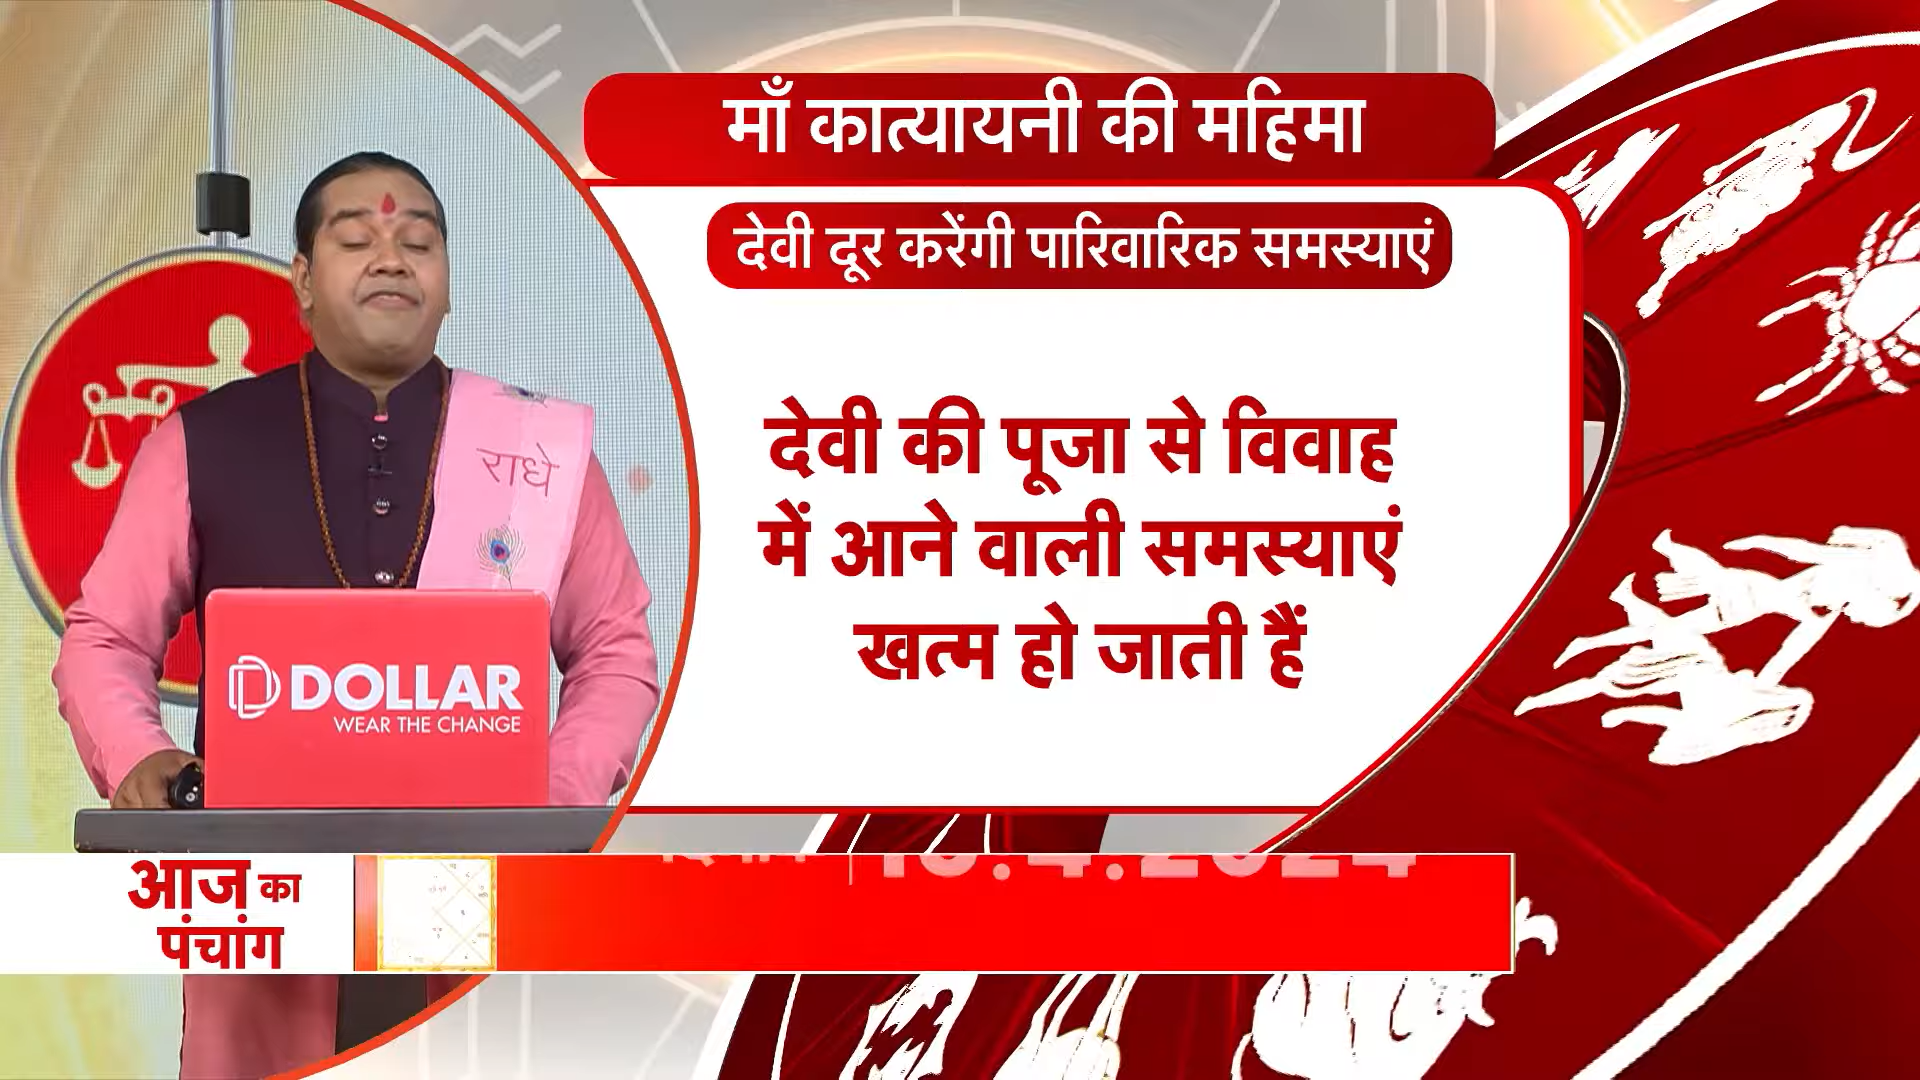 माँ कात्यायनी की महिमा
देवी दूर करेंगी पारिवारिक समस्याएं
देवी की पूजा से विवाह
में आने वाली समस्याएं
खत्म हो जाती हैं
राधे
DOLLAR
WEAR THE CHANGE
आज का
पंचांग